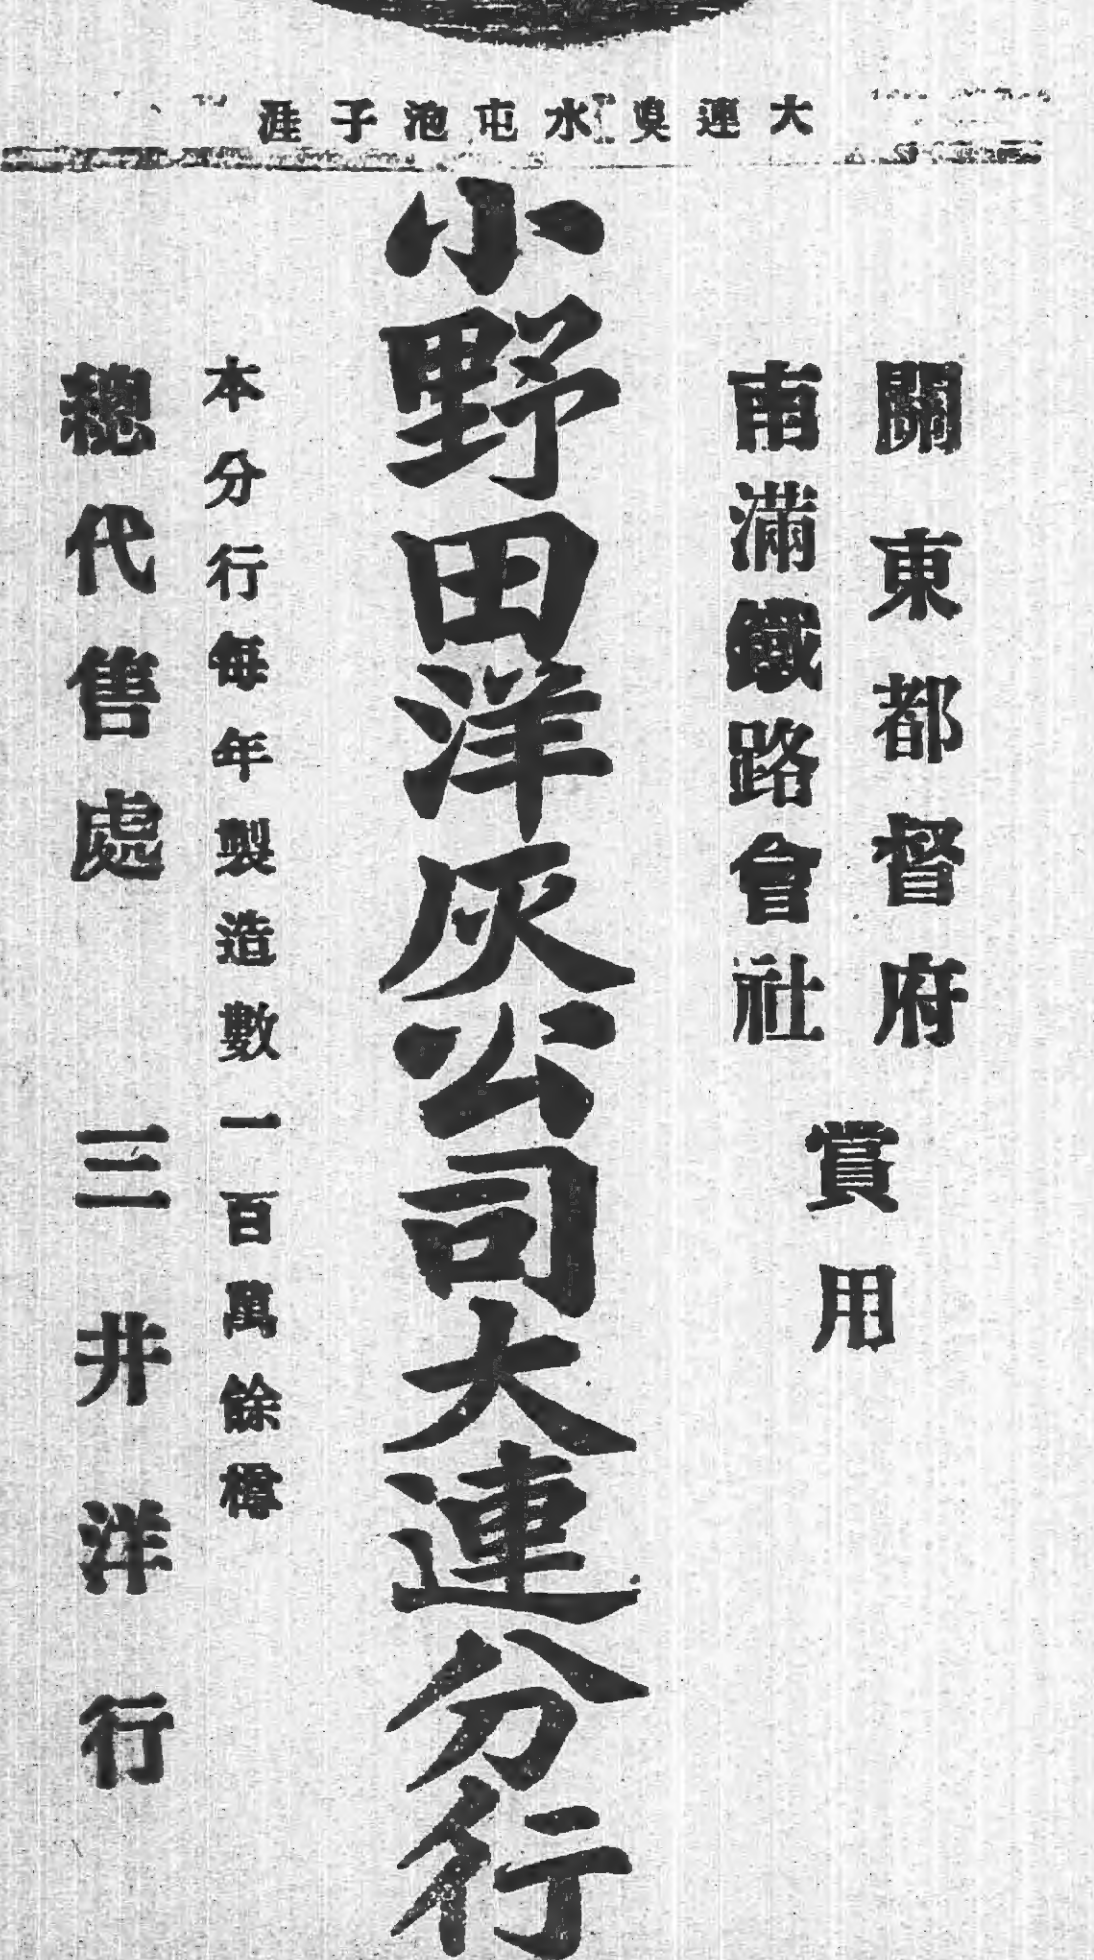 大連臭水屯泡子涯
關東都督府
南滿鐵路會社
賞用
小野田洋灰公司大連分行
本分行每年製造數一百萬餘樽
總代售處 三井洋行